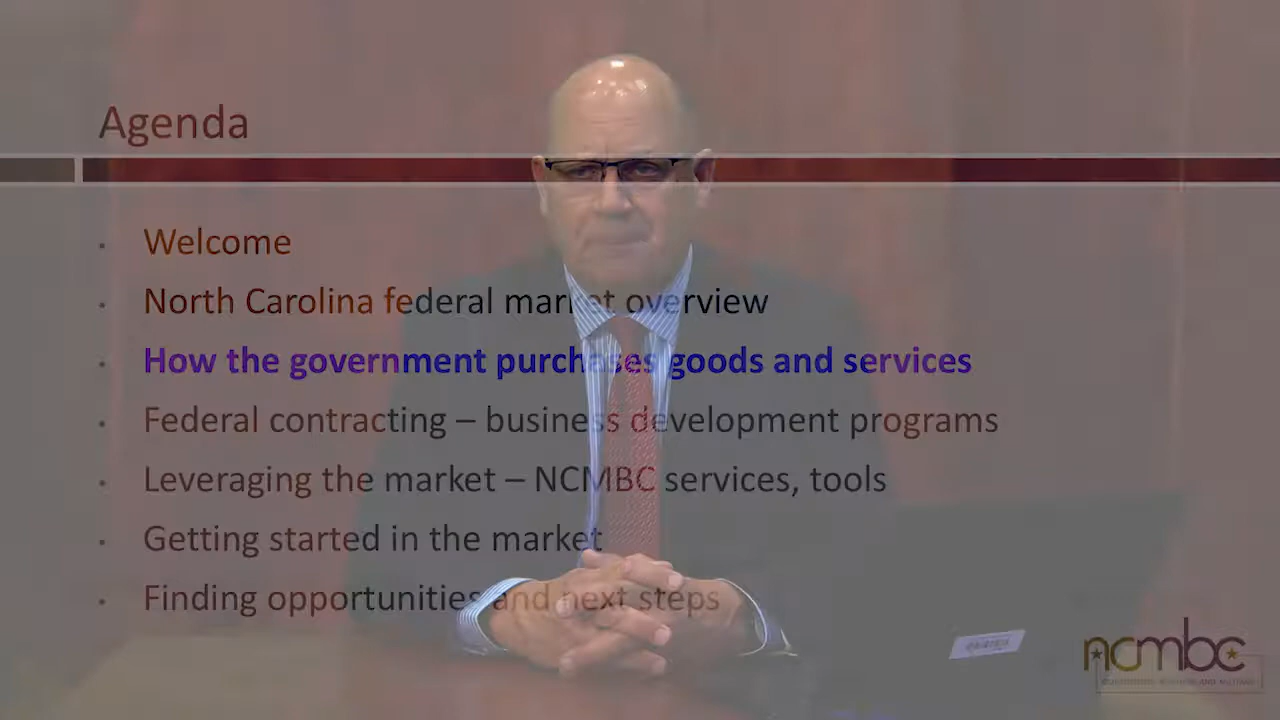 Agenda
Welcome
North Carolina federal market overview
How the government purchases goods and services
Federal contracting – business development programs
Leveraging the market – NCMBC services, tools
Getting started in the market
Finding opportunities and next steps
ncmbc